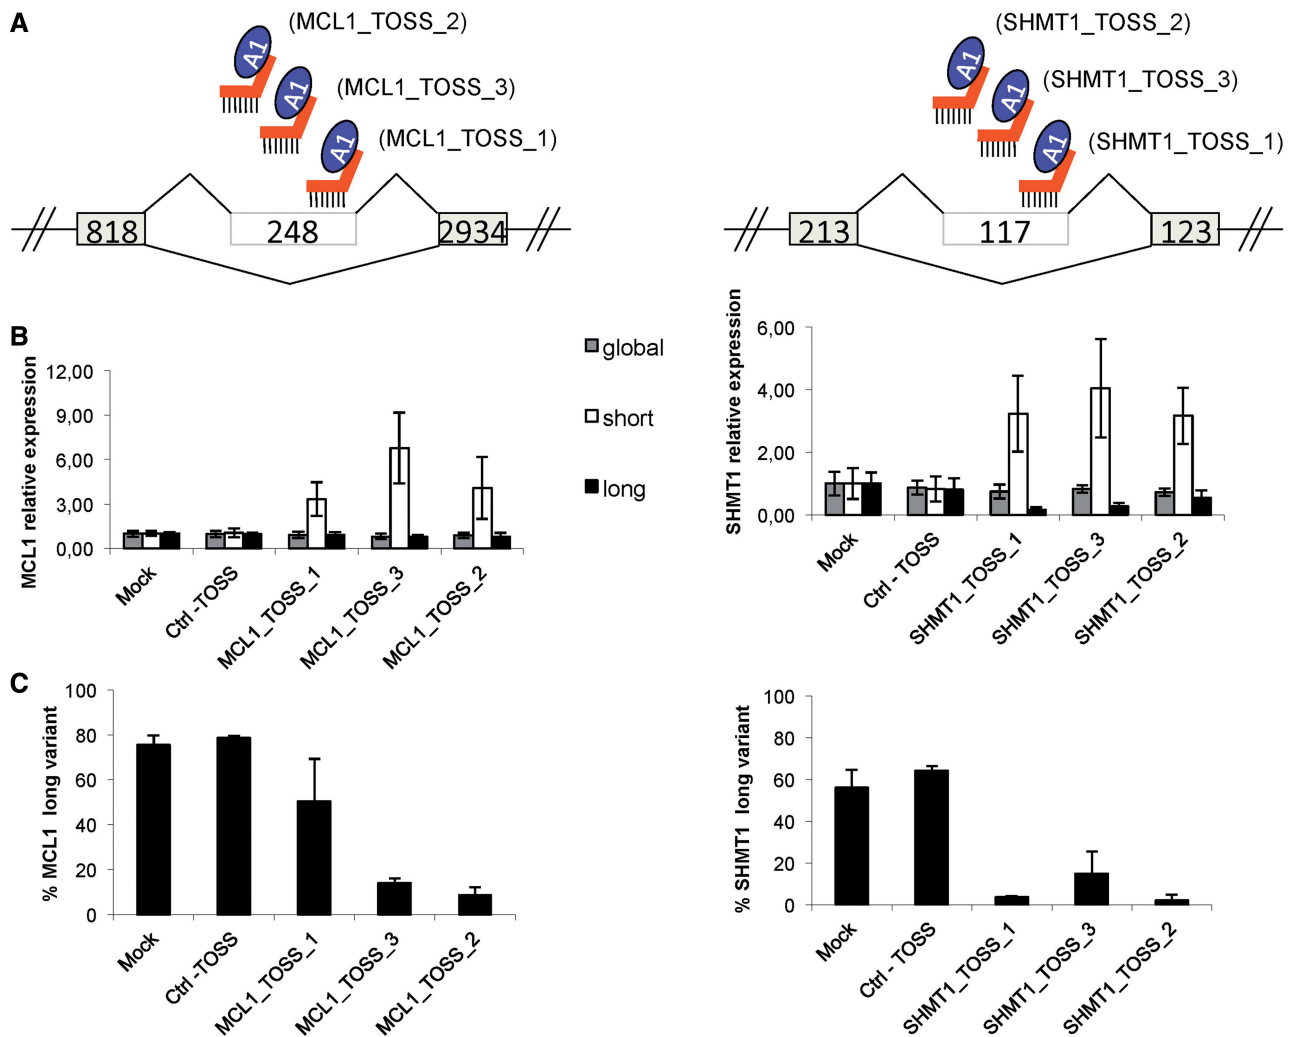 A
(MCL1_TOSS_2)
A1
(MCL1_TOSS_3)
A1
(MCL1_TOSS_1)
A1
818
248
2934
(SHMT1_TOSS_2)
A1
(SHMT1_TOSS_3)
A1
(SHMT1_TOSS_1)
A1
213
117
123
B
MCL1 relative expression
12,00
9,00
6,00
3,00
0,00
Mock
Ctrl -TOSS
MCL1_TOSS_1
MCL1_TOSS_3
MCL1_TOSS_2
global
short
long
SHMT1 relative expression
6,00
4,00
2,00
0,00
Mock
Ctrl - TOSS
SHMT1_TOSS_1
SHMT1_TOSS_3
SHMT1_TOSS_2
C
% MCL1 long variant
100
80
60
40
20
0
Mock
Ctrl -TOSS
MCL1_TOSS_1
MCL1_TOSS_3
MCL1_TOSS_2
% SHMT1 long variant
100
80
60
40
20
0
Mock
Ctrl - TOSS
SHMT1_TOSS_1
SHMT1_TOSS_3
SHMT1_TOSS_2